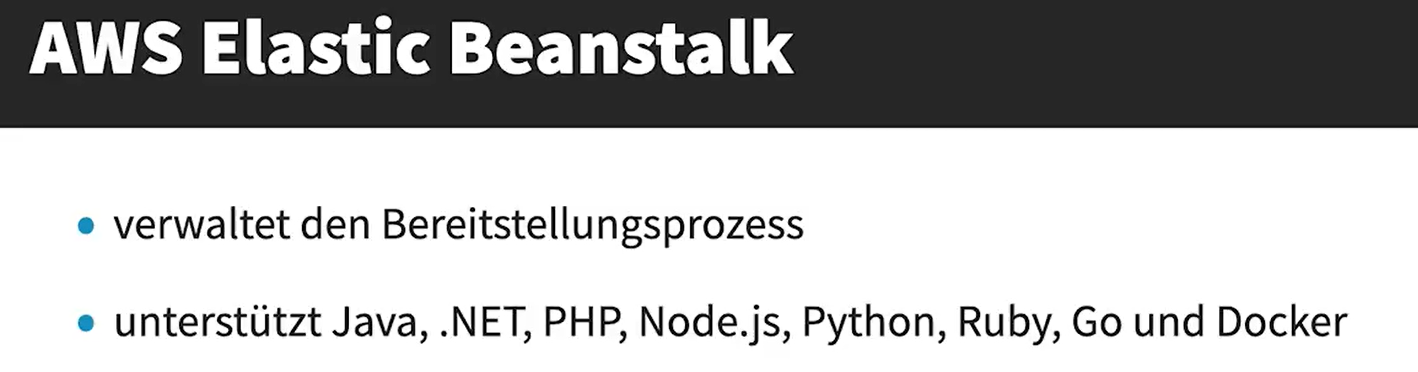 AWS Elastic Beanstalk
• verwaltet den Bereitstellungsprozess
• unterstützt Java, .NET, PHP, Node.js, Python, Ruby, Go und Docker